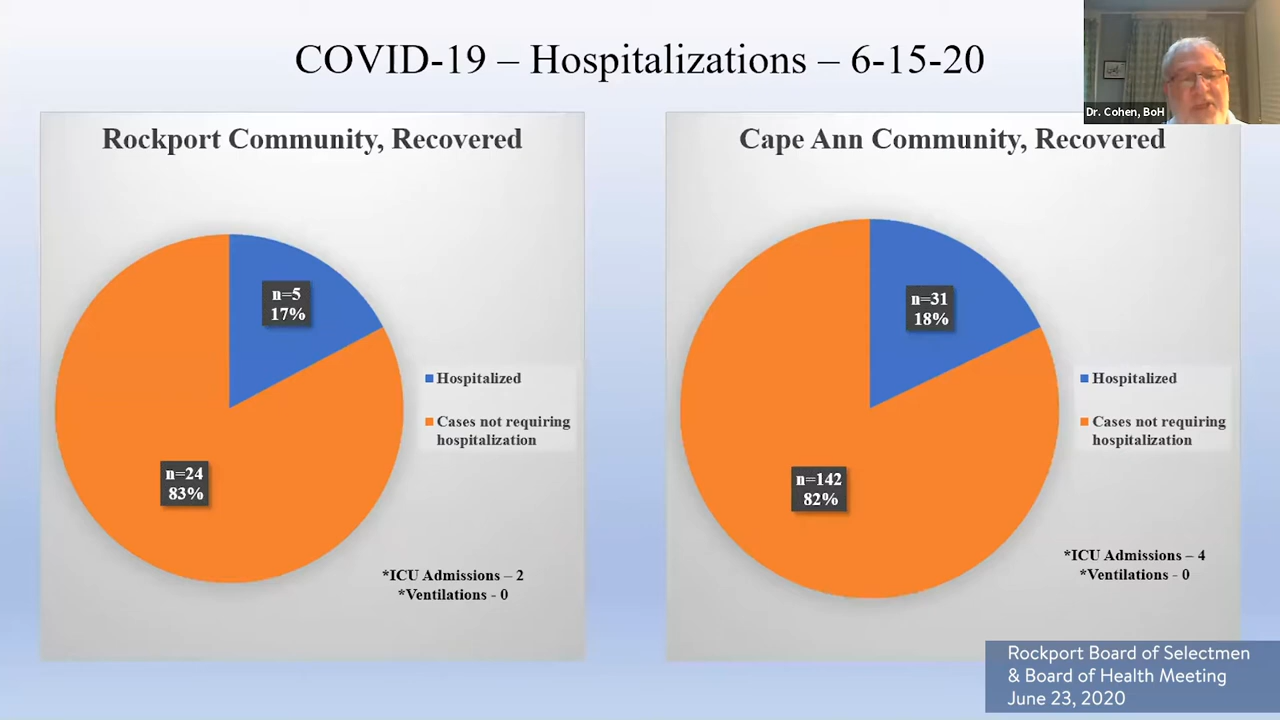 COVID-19 – Hospitalizations – 6-15-20
Dr. Cohen, BoH
Rockport Community, Recovered
n=5
17%
n=24
83%
Hospitalized
Cases not requiring
hospitalization
*ICU Admissions – 2
*Ventilations - 0
Cape Ann Community, Recovered
n=31
18%
n=142
82%
Hospitalized
Cases not requiring
hospitalization
*ICU Admissions – 4
*Ventilations - 0
Rockport Board of Selectmen
& Board of Health Meeting
June 23, 2020